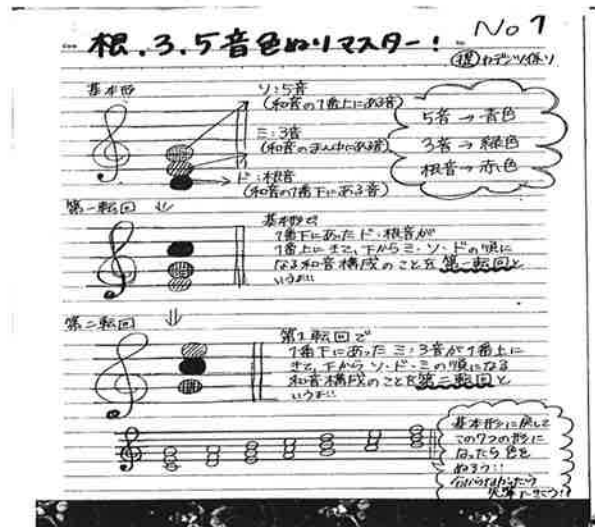 No 1
根.3.5音色ぬりマスター!
基本形
ソ:5音
(和音の1番上にある音)
ミ:3音
(和音のまん中にある音)
ド:根音
(和音の1番下にある音)
5音→青色
3音→緑色
根音→赤色
第一転回
基本形で
1番下にあったド・根音が
1番上にきて、下からミ・ソ・ドの順に
なる和音構成のことを第一転回と
いうよ!!
第二転回
第1転回で
1番下にあったミ・3音が1番上に
きて、下からソ・ド・ミの順になる
和音構成のことを第二転回と
いうよ!!
基本形に戻して
この7つの形に
なったら色を
ぬろう!!
分からなかったら